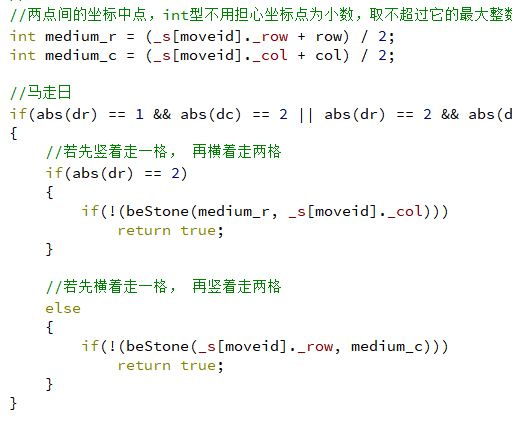 //两点间的坐标中点，int型不用担心坐标点为小数，取不超过它的最大整数
int medium_r = (_s[moveid]._row + row) / 2;
int medium_c = (_s[moveid]._col + col) / 2;
//马走日
if(abs(dr) == 1 && abs(dc) == 2 || abs(dr) == 2 && abs(d
{
//若先竖着走一格， 再横着走两格
if(abs(dr) == 2)
{
if(!(beStone(medium_r, _s[moveid]._col)))
return true;
}
//若先横着走一格， 再竖着走两格
else
{
if(!(beStone(_s[moveid]._row, medium_c)))
return true;
}
}